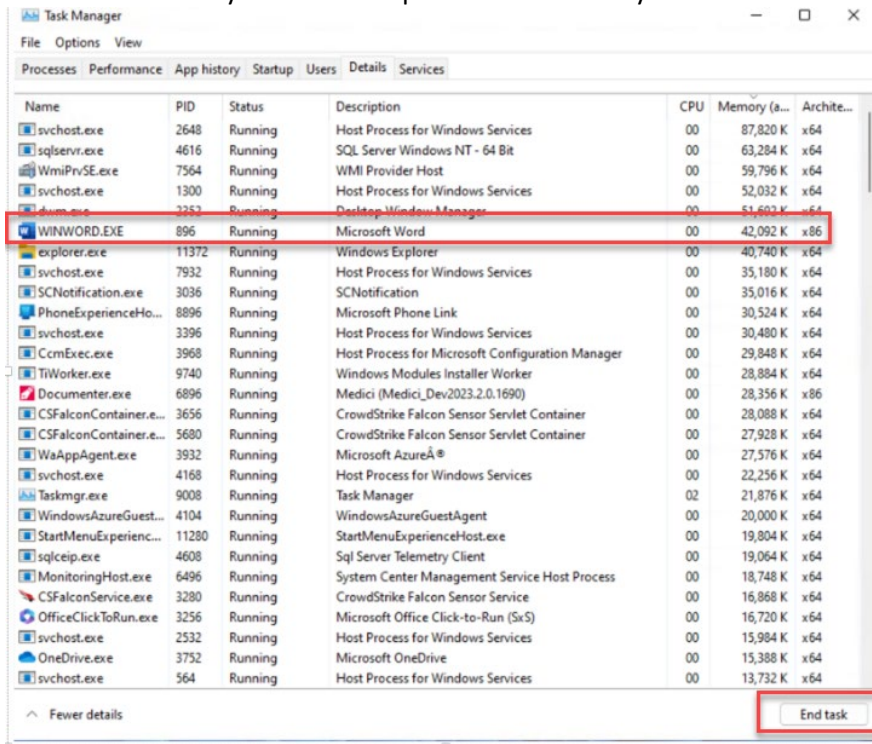 Task Manager
File Options View
Processes Performance App history Startup Users Details Services
Name PID Status Description CPU Memory (a... Archite...
svchost.exe 2648 Running Host Process for Windows Services 00 87,820 K x64
sqlservr.exe 4616 Running SQL Server Windows NT - 64 Bit 00 63,284 K x64
WmiPrvSE.exe 7564 Running WMI Provider Host 00 59,796 K x64
svchost.exe 1300 Running Host Process for Windows Services 00 52,032 K x64
dwm.exe 2352 Running Desktop Window Manager 00 51,692 K x64
WINWORD.EXE 896 Running Microsoft Word 00 42,092 K x86
explorer.exe 11372 Running Windows Explorer 00 40,740 K x64
svchost.exe 7932 Running Host Process for Windows Services 00 35,180 K x64
SCNotification.exe 3036 Running SCNotification 00 35,016 K x64
PhoneExperienceHo... 8896 Running Microsoft Phone Link 00 30,524 K x64
svchost.exe 3396 Running Host Process for Windows Services 00 30,480 K x64
CcmExec.exe 3968 Running Host Process for Microsoft Configuration Manager 00 29,848 K x64
TiWorker.exe 9740 Running Windows Modules Installer Worker 00 28,884 K x64
Documenter.exe 6896 Running Medici (Medici_Dev2023.2.0.1690) 00 28,356 K x86
CSFalconContainer.e... 3656 Running CrowdStrike Falcon Sensor Servlet Container 00 28,088 K x64
CSFalconContainer.e... 5680 Running CrowdStrike Falcon Sensor Servlet Container 00 27,928 K x64
WaAppAgent.exe 3932 Running Microsoft AzureÂ® 00 27,576 K x64
svchost.exe 4168 Running Host Process for Windows Services 00 22,256 K x64
Taskmgr.exe 9008 Running Task Manager 02 21,876 K x64
WindowsAzureGuest... 4104 Running WindowsAzureGuestAgent 00 20,000 K x64
StartMenuExperienc... 11280 Running StartMenuExperienceHost.exe 00 19,804 K x64
sqlceip.exe 4608 Running Sql Server Telemetry Client 00 19,064 K x64
MonitoringHost.exe 6496 Running System Center Management Service Host Process 00 18,748 K x64
CSFalconService.exe 3280 Running CrowdStrike Falcon Sensor Service 00 16,868 K x64
OfficeClickToRun.exe 3256 Running Microsoft Office Click-to-Run (SxS) 00 16,720 K x64
svchost.exe 2532 Running Host Process for Windows Services 00 15,984 K x64
OneDrive.exe 3752 Running Microsoft OneDrive 00 15,388 K x64
svchost.exe 564 Running Host Process for Windows Services 00 13,732 K x64
Fewer details End task